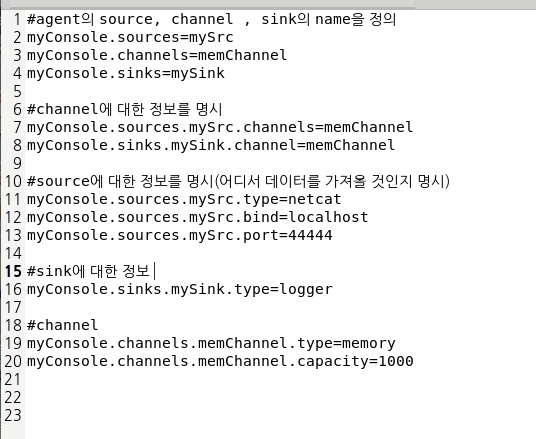 1 #agent의 source, channel , sink의 name을 정의
2 myConsole.sources=mySrc
3 myConsole.channels=memChannel
4 myConsole.sinks=mySink
5
6 #channel에 대한 정보를 명시
7 myConsole.sources.mySrc.channels=memChannel
8 myConsole.sinks.mySink.channel=memChannel
9
10 #source에 대한 정보를 명시(어디서 데이터를 가져올 것인지 명시)
11 myConsole.sources.mySrc.type=netcat
12 myConsole.sources.mySrc.bind=localhost
13 myConsole.sources.mySrc.port=44444
14
15 #sink에 대한 정보
16 myConsole.sinks.mySink.type=logger
17
18 #channel
19 myConsole.channels.memChannel.type=memory
20 myConsole.channels.memChannel.capacity=1000
21
22
23